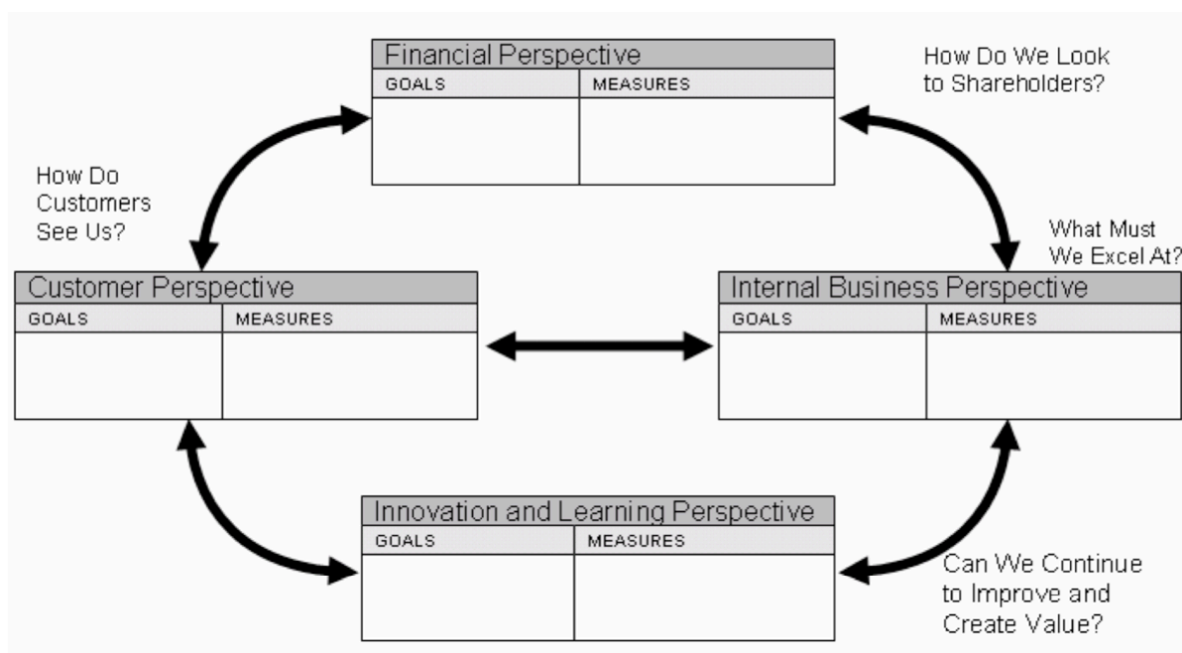 Financial Perspective
GOALS MEASURES
How Do We Look
to Shareholders?
How Do
Customers
See Us?
What Must
We Excel At?
Customer Perspective
GOALS MEASURES
Internal Business Perspective
GOALS MEASURES
Innovation and Learning Perspective
GOALS MEASURES
Can We Continue
to Improve and
Create Value?